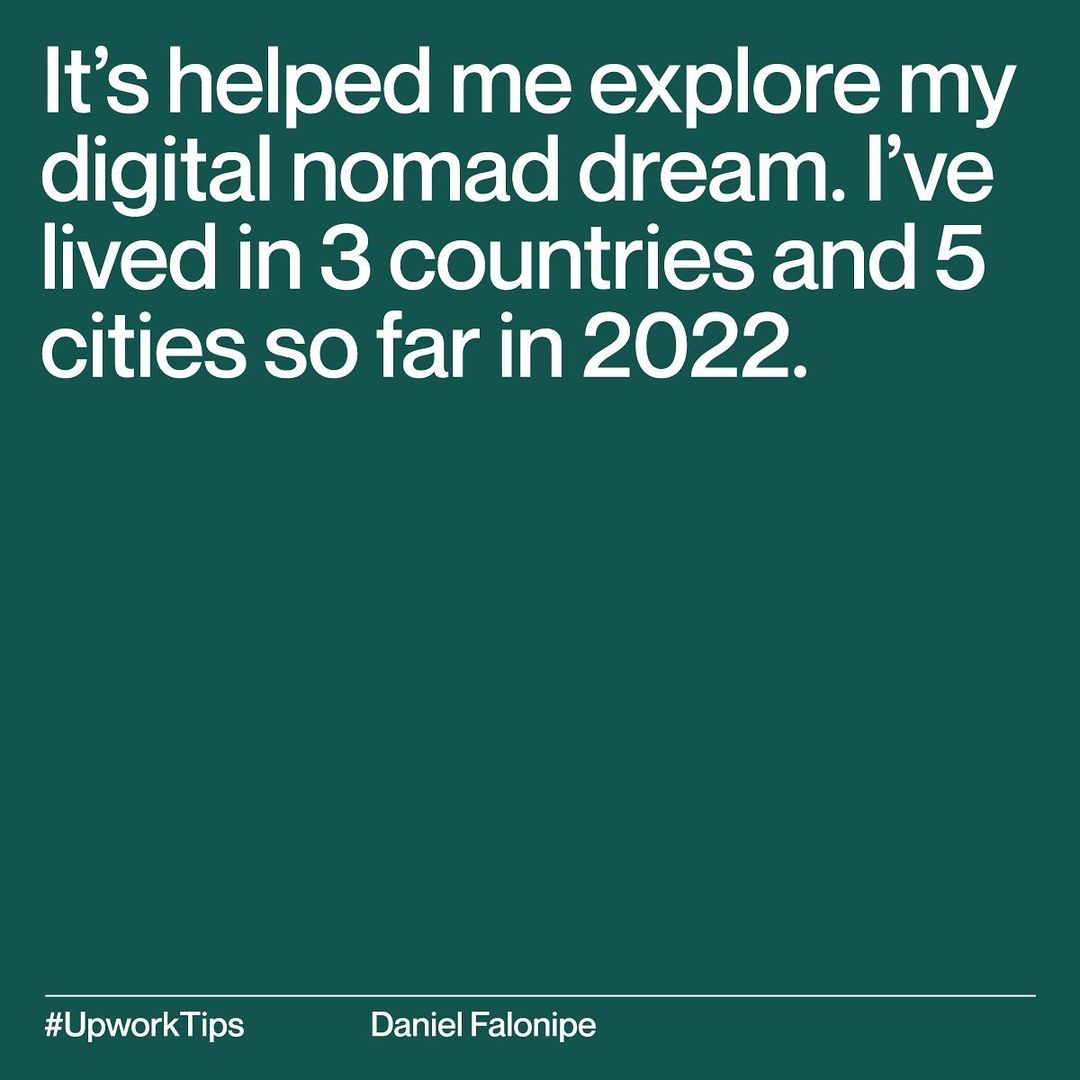 It’s helped me explore my
digital nomad dream. I’ve
lived in 3 countries and 5
cities so far in 2022.
#UpworkTips
Daniel Falonipe